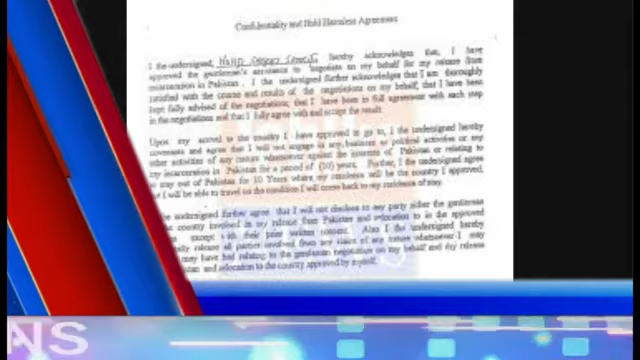 Confidentiality and Hold Harmless Agreement
I the undersigned, hereby acknowledges that, I have
approved the gentleman's assistance to negotiate on my behalf for my release from
incarceration in Pakistan. I the undersigned further acknowledges that I am thoroughly
satisfied with the course and results of the negotiations on my behalf, that I have been
kept fully advised of the negotiations, that I have been in full agreement with each step
in the negotiations and that I fully agree with and accept the result.
Upon my arrival to the country I have approved to go to, I the undersigned hereby
covenants and agree that I will not engage in any business or political activities or any
other activities of any nature whatsoever against the interests of Pakistan or relating to
my incarceration in Pakistan for a period of (10) years. Further, I the undersigned agree
to stay out of Pakistan for 10 Years where my residence will be the country I approved,
but I will be able to travel on the condition I will come back to my residence of stay.
the undersigned further agree that I will not disclose to any party either the gentleman
country involved in my release from Pakistan and relocation to in the approved
except with their prior written consent. Also I the undersigned hereby
release all parties involved from any claim of any nature whatsoever I may
may have had relating to the gentleman negotiation on my behalf and my release
and relocation to the country approved by myself.
NS